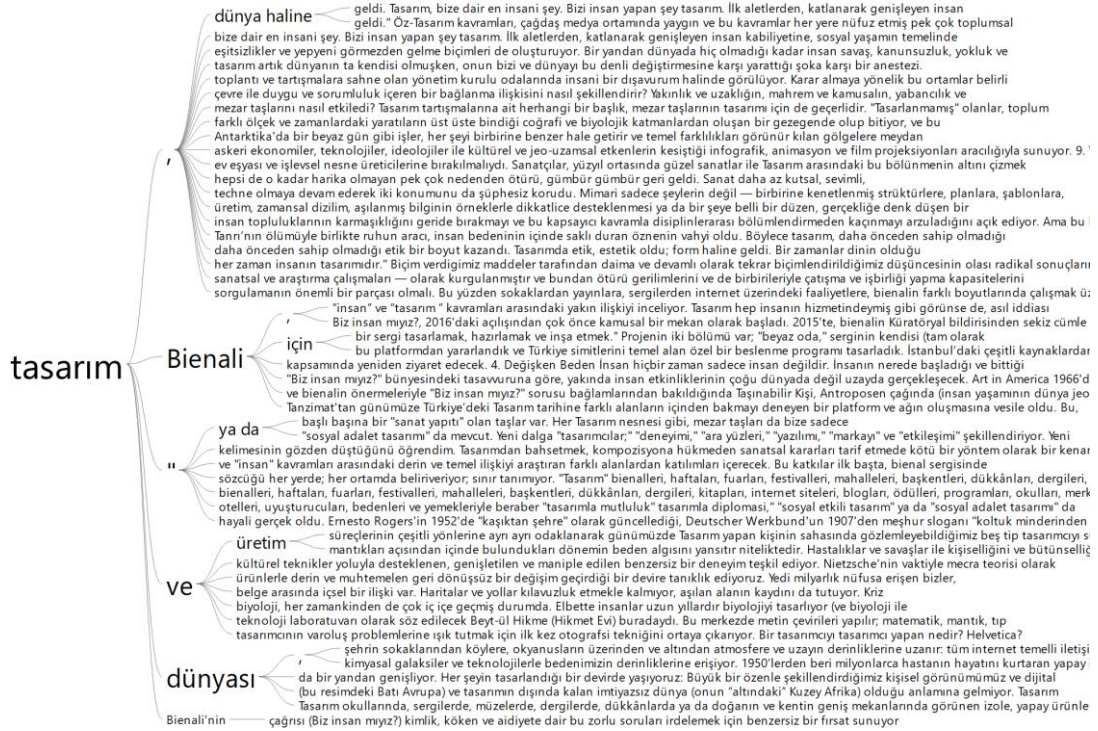 tasarım
,
dünya haline
geldi. Tasarım, bize dair en insani şey. Bizi insan yapan şey tasarım. İlk aletlerden, katlanarak genişleyen insan
geldi." Öz-Tasarım kavramları, çağdaş medya ortamında yaygın ve bu kavramlar her yere nüfuz etmiş pek çok toplumsal
bize dair en insani şey. Bizi insan yapan şey tasarım. İlk aletlerden, katlanarak genişleyen insan kabiliyetine, sosyal yaşamın temelinde
eşitsizlikler ve yepyeni görmezden gelme biçimleri de oluşturuyor. Bir yandan dünyada hiç olmadığı kadar insan savaş, kanunsuzluk, yokluk ve
tasarım artık dünyanın ta kendisi olmuşken, onun bizi ve dünyayı bu denli değiştirmesine karşı yarattığı şoka karşı bir anestezi.
toplantı ve tartışmalara sahne olan yönetim kurulu odalarında insani bir dışavurum halinde görülüyor. Karar almaya yönelik bu ortamlar belirli
çevre ile duygu ve sorumluluk içeren bir bağlanma ilişkisini nasıl şekillendirir? Yakınlık ve uzaklığın, mahrem ve kamusalın, yabancılık ve
mezar taşlarını nasıl etkiledi? Tasarım tartışmalarına ait herhangi bir başlık, mezar taşlarının tasarımı için de geçerlidir. "Tasarlanmamış" olanlar, toplum
farklı ölçek ve zamanlardaki yaratıların üst üste bindiği coğrafi ve biyolojik katmanlardan oluşan bir gezegende olup bitiyor, ve bu
Antarktika'da bir beyaz gün gibi işler, her şeyi birbirine benzer hale getirir ve temel farklılıkları görünür kılan gölgelere meydan
askeri ekonomiler, teknolojiler, ideolojiler ile kültürel ve jeo-uzamsal etkenlerin kesiştiği infografik, animasyon ve film projeksiyonları aracılığıyla sunuyor. 9.
ev eşyası ve işlevsel nesne üreticilerine bırakılmalıydı. Sanatçılar, yüzyıl ortasında güzel sanatlar ile Tasarım arasındaki bu bölünmenin altını çizmek
hepsi de o kadar harika olmayan pek çok nedenden ötürü, gümbür gümbür geri geldi. Sanat daha az kutsal, sevimli,
techne olmaya devam ederek iki konumunu da şüphesiz korudu. Mimari sadece şeylerin değil — birbirine kenetlenmiş strüktürlere, planlara, şablonlara,
üretim, zamansal dizilim, aşılanmış bilginin örneklerle dikkatlice desteklenmesi ya da bir şeye belli bir düzen, gerçekliğe denk düşen bir
insan topluluklarının karmaşıklığını geride bırakmayı ve bu kapsayıcı kavramla disiplinlerarası bölümlendirmeden kaçınmayı arzuladığını açık ediyor. Ama bu
Tanrı'nın ölümüyle birlikte ruhun aracı, insan bedeninin içinde saklı duran öznenin vahyi oldu. Böylece tasarım, daha önceden sahip olmadığı
daha önceden sahip olmadığı etik bir boyut kazandı. Tasarımda etik, estetik oldu; form haline geldi. Bir zamanlar dinin olduğu
her zaman insanın tasarımıdır." Biçim verdigimiz maddeler tarafından daima ve devamlı olarak tekrar biçimlendirildiğimiz düşüncesinin olası radikal sonuçların
sanatsal ve araştırma çalışmaları — olarak kurgulanmıştır ve bundan ötürü gerilimlerini ve de birbirileriyle çatışma ve işbirliği yapma kapasitelerini
sorgulamanın önemli bir parçası olmalı. Bu yüzden sokaklardan yayınlara, sergilerden internet üzerindeki faaliyetlere, bienalin farklı boyutlarında çalışmak üz
Bienali
,
"insan" ve "tasarım" kavramları arasındaki yakın ilişkiyi inceliyor. Tasarım hep insanın hizmetindeymiş gibi görünse de, asıl iddiası
Biz insan mıyız?, 2016'daki açılışından çok önce kamusal bir mekan olarak başladı. 2015'te, bienalin Küratöryal bildirisinden sekiz cümle
için
bir sergi tasarlamak, hazırlamak ve inşa etmek." Projenin iki bölümü var; "beyaz oda," serginin kendisi (tam olarak
bu platformdan yararlandık ve Türkiye simitlerini temel alan özel bir beslenme programı tasarladık. İstanbul'daki çeşitli kaynaklardar
kapsamında yeniden ziyaret edecek. 4. Değişken Beden İnsan hiçbir zaman sadece insan değildir. İnsanın nerede başladığı ve bittiği
"Biz insan mıyız?" bünyesindeki tasavvuruna göre, yakında insan etkinliklerinin çoğu dünyada değil uzayda gerçekleşecek. Art in America 1966'd
ve bienalin önermeleriyle "Biz insan mıyız?" sorusu bağlamlarından bakıldığında Taşınabilir Kişi, Antroposen çağında (insan yaşamının dünya jeo
Tanzimat'tan günümüze Türkiye'deki Tasarım tarihine farklı alanların içinden bakmayı deneyen bir platform ve ağın oluşmasına vesile oldu. Bu,
"
ya da
başlı başına bir "sanat yapıtı" olan taşlar var. Her Tasarım nesnesi gibi, mezar taşları da bize sadece
"sosyal adalet tasarımı" da mevcut. Yeni dalga "tasarımcılar;" "deneyimi," "ara yüzleri," "yazılımı," "markayı" ve "etkileşimi" şekillendiriyor. Yeni
kelimesinin gözden düştüğünü öğrendim. Tasarımdan bahsetmek, kompozisyona hükmeden sanatsal kararları tarif etmede kötü bir yöntem olarak bir kenar
ve "insan" kavramları arasındaki derin ve temel ilişkiyi araştıran farklı alanlardan katılımları içerecek. Bu katkılar ilk başta, bienal sergisinde
sözcüğü her yerde; her ortamda beliriveriyor; sınır tanımıyor. "Tasarım" bienalleri, haftaları, fuarları, festivalleri, mahalleleri, başkentleri, dükkânları, dergileri,
bienalleri, haftaları, fuarları, festivalleri, mahalleleri, başkentleri, dükkânları, dergileri, kitapları, internet siteleri, blogları, ödülleri, programları, okulları, merk
otelleri, uyuşturucuları, bedenleri ve yemekleriyle beraber "tasarımla mutluluk" tasarımla diploması," "sosyal etkili tasarım" ya da "sosyal adalet tasarımı" da
hayali gerçek oldu. Ernesto Rogers'in 1952'de "kaşıktan şehre" olarak güncellediği, Deutscher Werkbund'un 1907'den meşhur sloganı "koltuk minderinden
ve
üretim
süreçlerinin çeşitli yönlerine ayrı ayrı odaklanarak günümüzde Tasarım yapan kişinin sahasında gözlemleyebildiğimiz beş tip tasarımcıyı s
mantıkları açısından içinde bulundukları dönemin beden algısını yansıtır niteliktedir. Hastalıklar ve savaşlar ile kişiselliğini ve bütünselliğ
kültürel teknikler yoluyla desteklenen, genişletilen ve maniple edilen benzersiz bir deneyim teşkil ediyor. Nietzsche'nin vaktiyle mecra teorisi olarak
ürünlerle derin ve muhtemelen geri dönüşsüz bir değişim geçirdiği bir devire tanıklık ediyoruz. Yedi milyarlık nüfusa erişen bizler,
belge arasında içsel bir ilişki var. Haritalar ve yollar kılavuzluk etmekle kalmıyor, aşılan alanın kaydını da tutuyor. Kriz
biyoloji, her zamankinden de çok iç içe geçmiş durumda. Elbette insanlar uzun yıllardır biyolojiyi tasarlıyor (ve biyoloji ile
teknoloji laboratuvarı olarak söz edilecek Beyt-ül Hikme (Hikmet Evi) buradaydı. Bu merkezde metin çevirileri yapılır; matematik, mantık, tıp
tasarımcının varoluş problemlerine ışık tutmak için ilk kez otografsi tekniğini ortaya çıkarıyor. Bir tasarımcıyı tasarımcı yapan nedir? Helvetica?
dünyası
,
şehrin sokaklarından köylere, okyanusların üzerinden ve altından atmosfere ve uzayın derinliklerine uzanır: tüm internet temelli iletişi
kimyasal galaksiler ve teknolojilerle bedenimizin derinliklerine erişiyor. 1950'lerden beri milyonlarca hastanın hayatını kurtaran yapay
da bir yandan genişliyor. Her şeyin tasarlandığı bir devirde yaşıyoruz: Büyük bir özenle şekillendirdiğimiz kişisel görünümümüz ve dijital
(bu resimdeki Batı Avrupa) ve tasarımın dışında kalan imtiyazsız dünya (onun "altındaki" Kuzey Afrika) olduğu anlamına gelmiyor. Tasarım
Tasarım okullarında, sergilerde, müzelerde, dergilerde, dükkânlarda ya da doğanın ve kentin geniş mekanlarında görünen izole, yapay ürünle
Bienali'nin
çağrısı (Biz insan mıyız?) kimlik, köken ve aidiyete dair bu zorlu soruları irdelemek için benzersiz bir fırsat sunuyor